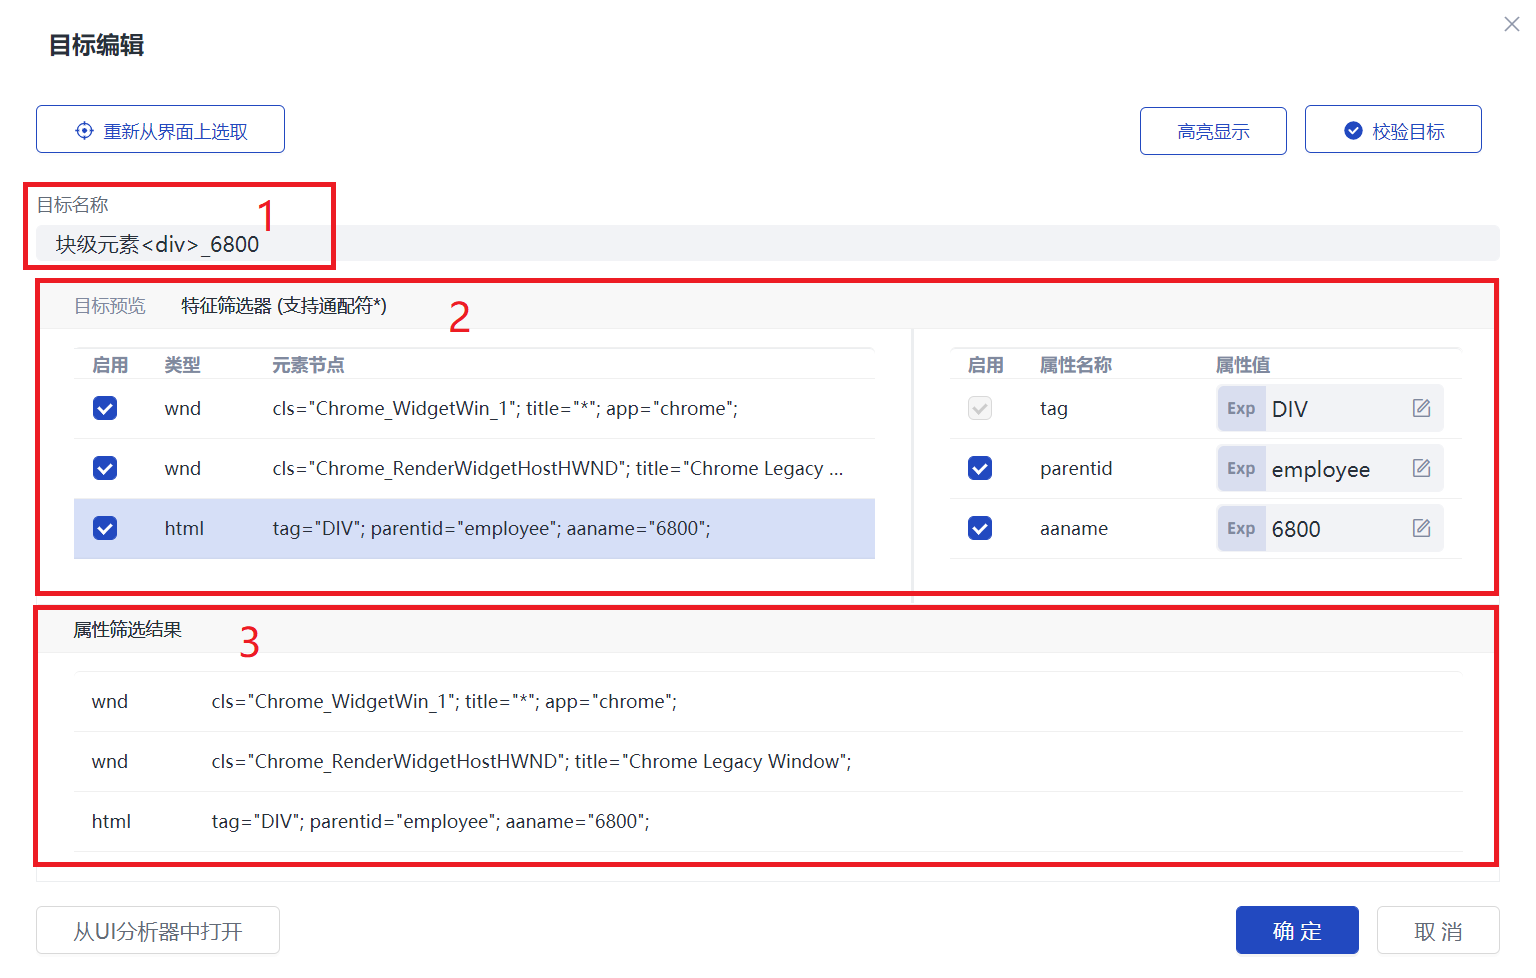 目标编辑
重新从界面上选取
高亮显示
校验目标
目标名称
1
块级元素<div>_6800
目标预览 特征筛选器 (支持通配符*)
2
启用 类型 元素节点
wnd cls="Chrome_WidgetWin_1"; title="*"; app="chrome";
wnd cls="Chrome_RenderWidgetHostHWND"; title="Chrome Legacy ...
html tag="DIV"; parentid="employee"; aaname="6800";
启用 属性名称 属性值
tag Exp DIV
parentid Exp employee
aaname Exp 6800
属性筛选结果
3
wnd cls="Chrome_WidgetWin_1"; title="*"; app="chrome";
wnd cls="Chrome_RenderWidgetHostHWND"; title="Chrome Legacy Window";
html tag="DIV"; parentid="employee"; aaname="6800";
从UI分析器中打开
确 定
取 消